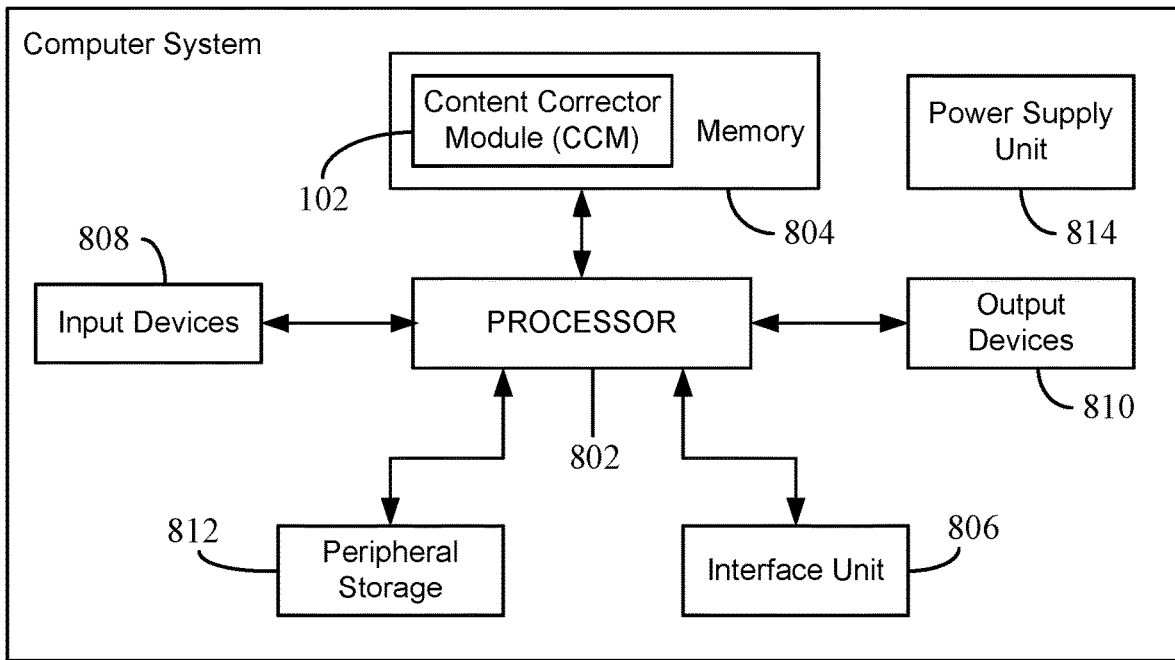 Computer System
Content Corrector
Module (CCM)
Memory
Power Supply
Unit
102
804
814
808
Input Devices
PROCESSOR
Output
Devices
810
802
812
Peripheral
Storage
Interface Unit
806